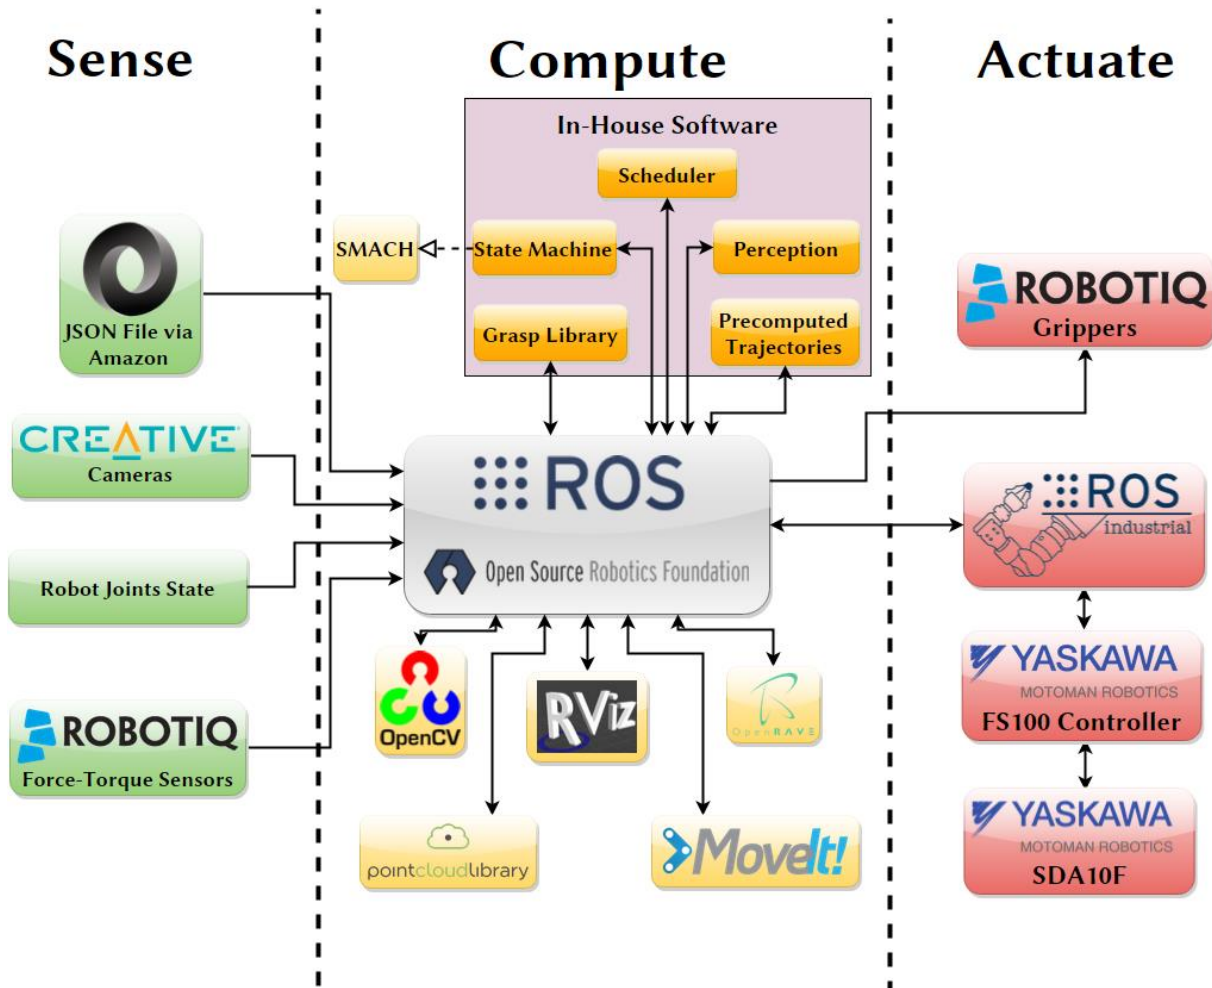 Sense
Compute
Actuate
In-House Software
Scheduler
SMACH
State Machine
Perception
Grasp Library
Precomputed
Trajectories
JSON File via
Amazon
CREATIVE
Cameras
Robot Joints State
ROBOTIQ
Force-Torque Sensors
ROS
Open Source Robotics Foundation
OpenCV
RViz
OpenRAVE
pointcloudlibrary
MoveIt!
ROBOTIQ
Grippers
ROS
industrial
YASKAWA
MOTOMAN ROBOTICS
FS100 Controller
YASKAWA
MOTOMAN ROBOTICS
SDA10F